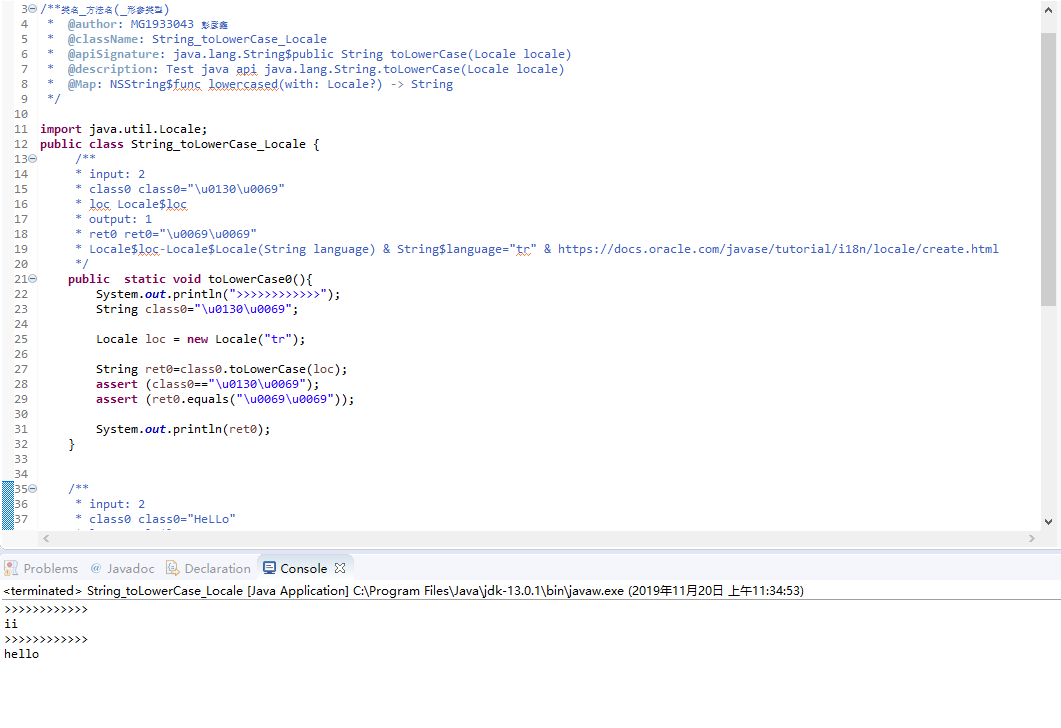 3 /**类名_方法名(_形参类型)
4 * @author: MG1933043 彭彦鑫
5 * @className: String_toLowerCase_Locale
6 * @apiSignature: java.lang.String$public String toLowerCase(Locale locale)
7 * @description: Test java api java.lang.String.toLowerCase(Locale locale)
8 * @Map: NSString$func lowercased(with: Locale?) -> String
9 */
10
11 import java.util.Locale;
12 public class String_toLowerCase_Locale {
13 /**
14 * input: 2
15 * class0 class0="\u0130\u0069"
16 * loc Locale$loc
17 * output: 1
18 * ret0 ret0="\u0069\u0069"
19 * Locale$loc-Locale$Locale(String language) & String$language="tr" & https://docs.oracle.com/javase/tutorial/i18n/locale/create.html
20 */
21 public  static void toLowerCase0(){
22 System.out.println(">>>>>>>>>>>>");
23 String class0="\u0130\u0069";
24
25 Locale loc = new Locale("tr");
26
27 String ret0=class0.toLowerCase(loc);
28 assert (class0=="\u0130\u0069");
29 assert (ret0.equals("\u0069\u0069"));
30
31 System.out.println(ret0);
32 }
33
34
35 /**
36 * input: 2
37 * class0 class0="HeLLo"
Problems @ Javadoc Declaration Console
<terminated> String_toLowerCase_Locale [Java Application] C:\Program Files\Java\jdk-13.0.1\bin\javaw.exe (2019年11月20日 上午11:34:53)
>>>>>>>>>>>>
ii
>>>>>>>>>>>>
hello